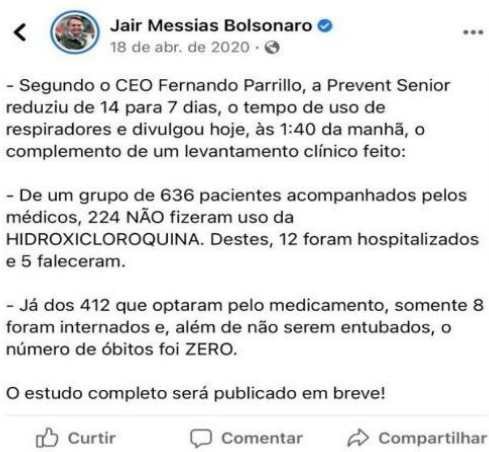 Jair Messias Bolsonaro
18 de abr. de 2020 ·
- Segundo o CEO Fernando Parrillo, a Prevent Senior
reduziu de 14 para 7 dias, o tempo de uso de
respiradores e divulgou hoje, às 1:40 da manhã, o
complemento de um levantamento clínico feito:
- De um grupo de 636 pacientes acompanhados pelos
médicos, 224 NÃO fizeram uso da
HIDROXICLOROQUINA. Destes, 12 foram hospitalizados
e 5 faleceram.
- Já dos 412 que optaram pelo medicamento, somente 8
foram internados e, além de não serem entubados, o
número de óbitos foi ZERO.
O estudo completo será publicado em breve!
Curtir Comentar Compartilhar